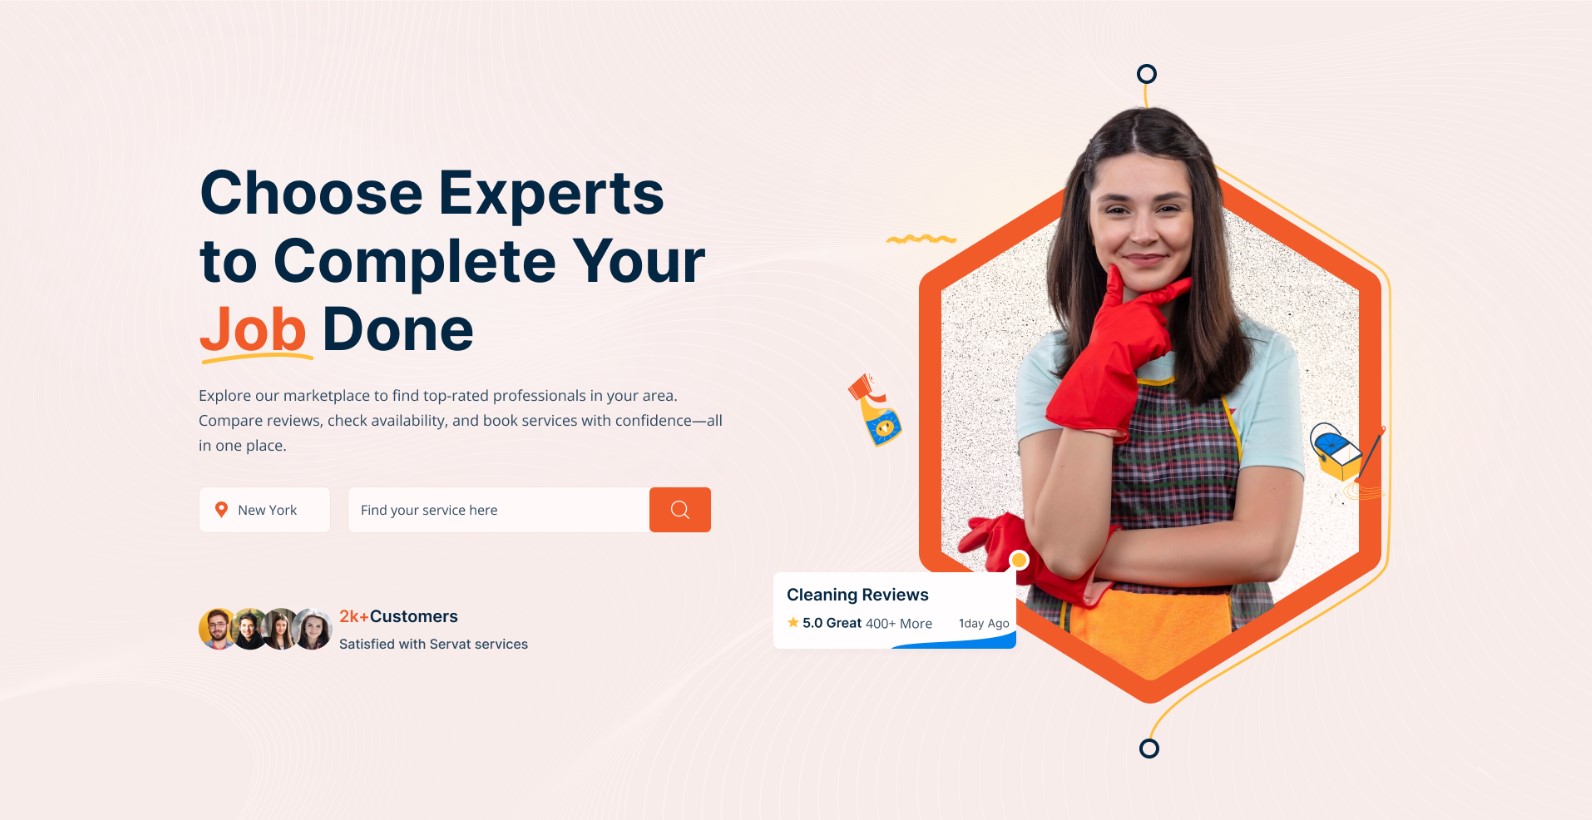 Choose Experts
to Complete Your
Job Done
Explore our marketplace to find top-rated professionals in your area.
Compare reviews, check availability, and book services with confidence—all
in one place.
New York
Find your service here
2k+Customers
Satisfied with Servat services
Cleaning Reviews
5.0 Great 400+ More 1day Ago